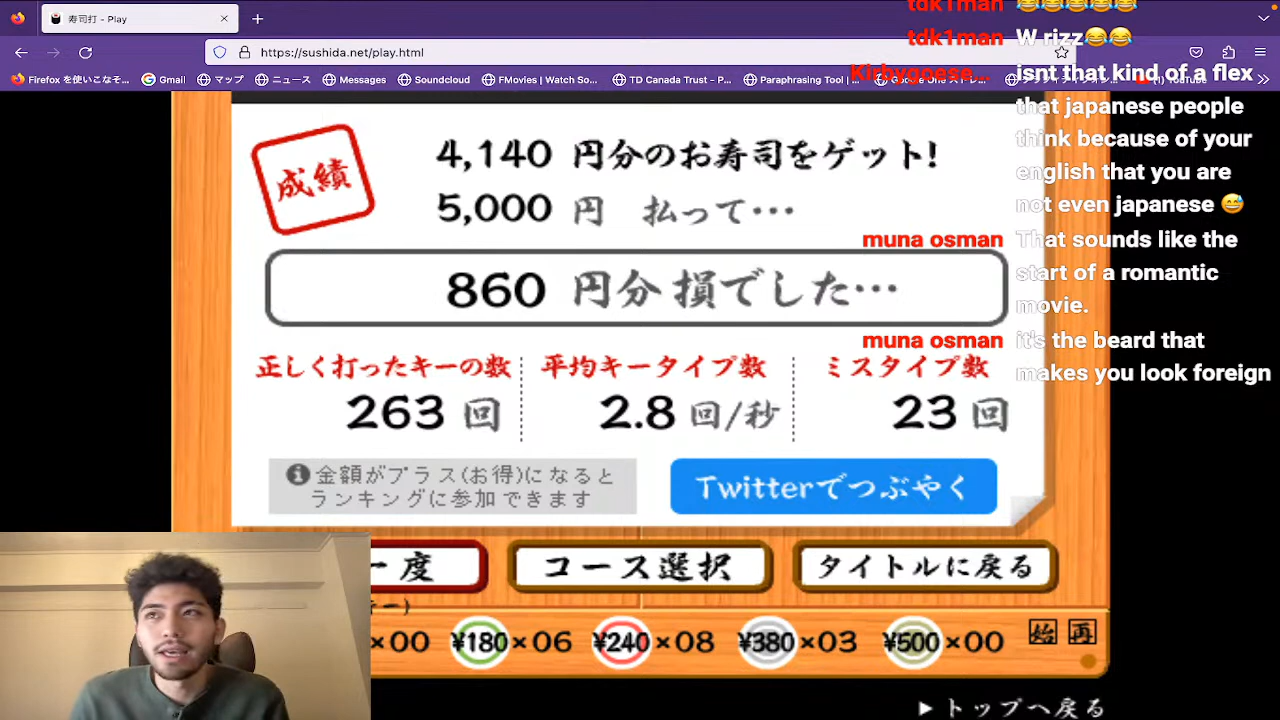 寿司打 - Play
https://sushida.net/play.html
Firefox を使いこなそ...
Gmail
マップ
ニュース
Messages
Soundcloud
FMovies | Watch So...
TD Canada Trust - P...
Paraphrasing Tool |...
tdk1man 😂😂😂😂😂
tdk1man W rizz😂😂
Kirbygoese... isnt that kind of a flex
that japanese people
think because of your
english that you are
not even japanese 😅
muna osman That sounds like the
start of a romantic
movie.
muna osman it's the beard that
makes you look foreign
成績
4,140 円分のお寿司をゲット!
5,000 円 払って…
860 円分 損でした…
正しく打ったキーの数 平均キータイプ数 ミスタイプ数
263 回 2.8 回/秒 23 回
金額がプラス(お得)になると
ランキングに参加できます
Twitterでつぶやく
一度 コース選択 タイトルに戻る
×00 ¥180×06 ¥240×08 ¥380×03 ¥500×00 始 再
▶トップへ戻る